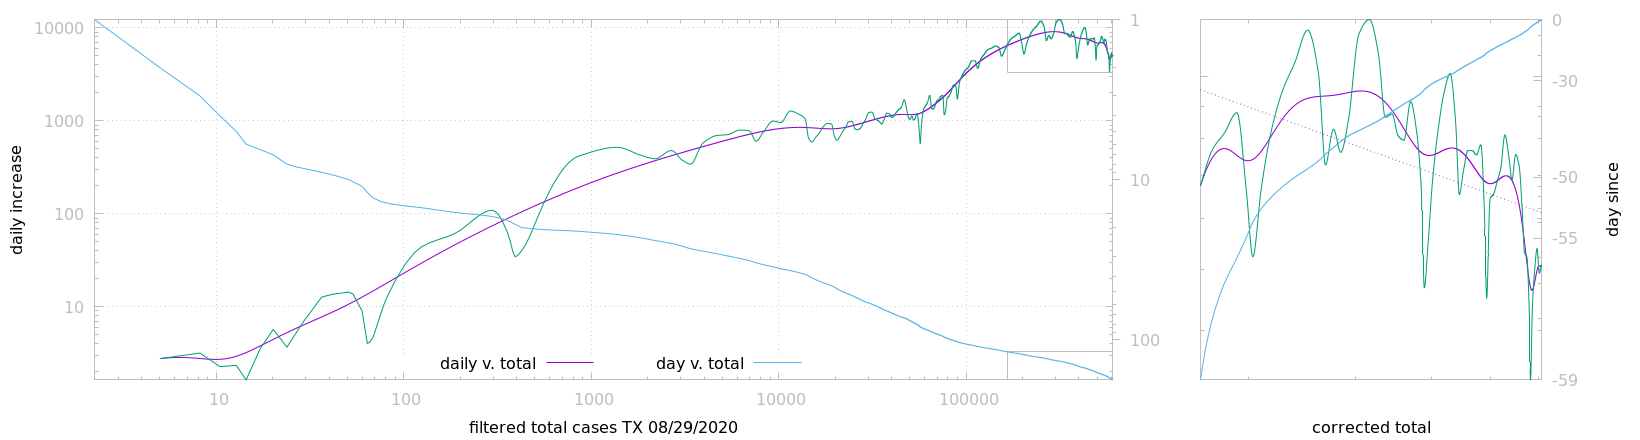 10000
1000
100
10
daily increase
10
100
1000
10000
100000
filtered total cases TX 08/29/2020
daily v. total
day v. total
1
10
100
0
-30
-50
-55
-59
day since
corrected total